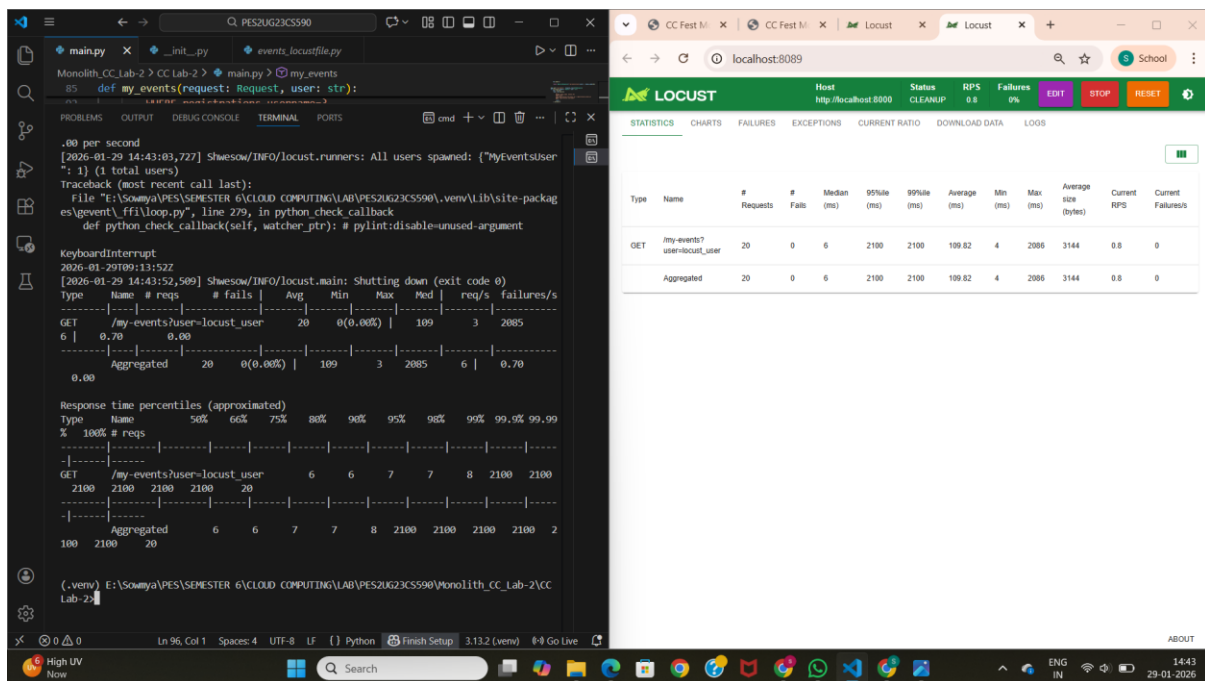 PES2UG23CS590
main.py
__init__.py
events_locustfile.py
Monolith_CC_Lab-2 > CC Lab-2 > main.py > my_events
85 def my_events(request: Request, user: str):
PROBLEMS OUTPUT DEBUG CONSOLE TERMINAL PORTS
cmd
.00 per second
[2026-01-29 14:43:03,727] Shwesow/INFO/locust.runners: All users spawned: {"MyEventsUser
": 1} (1 total users)
Traceback (most recent call last):
File "E:\Sowmya\PES\SEMESTER 6\CLOUD COMPUTING\LAB\PES2UG23CS590\.venv\Lib\site-packag
es\gevent\_ffi\loop.py", line 279, in python_check_callback
def python_check_callback(self, watcher_ptr): # pylint:disable=unused-argument
KeyboardInterrupt
2026-01-29T09:13:52Z
[2026-01-29 14:43:52,509] Shwesow/INFO/locust.main: Shutting down (exit code 0)
Type Name # reqs # fails | Avg Min Max Med | req/s failures/s
--------|----|-------|-------------|-------|-------|-------|-------|--------|-----------
GET /my-events?user=locust_user 20 0(0.00%) | 109 3 2085
6 | 0.70 0.00
--------|----|-------|-------------|-------|-------|-------|-------|--------|-----------
Aggregated 20 0(0.00%) | 109 3 2085 6 | 0.70
0.00
Response time percentiles (approximated)
Type Name 50% 66% 75% 80% 90% 95% 98% 99% 99.9% 99.99
% 100% # reqs
--------|--------|--------|------|------|------|------|------|------|------|------|------
-|------|------
GET /my-events?user=locust_user 6 6 7 7 8 2100 2100
2100 2100 2100 2100 20
--------|--------|--------|------|------|------|------|------|------|------|------|------
-|------|------
Aggregated 6 6 7 7 8 2100 2100 2100 2100 2
100 2100 20
(.venv) E:\Sowmya\PES\SEMESTER 6\CLOUD COMPUTING\LAB\PES2UG23CS590\Monolith_CC_Lab-2\CC
Lab-2>
0 0 0 Ln 96, Col 1 Spaces: 4 UTF-8 LF {} Python Finish Setup 3.13.2 (.venv) Go Live
CC Fest M
CC Fest M
Locust
Locust
localhost:8089
S School
LOCUST
Host
http://localhost:8000
Status
CLEANUP
RPS
0.8
Failures
0%
EDIT
STOP
RESET
STATISTICS CHARTS FAILURES EXCEPTIONS CURRENT RATIO DOWNLOAD DATA LOGS
Type Name # Requests # Fails Median (ms) 95%ile (ms) 99%ile (ms) Average (ms) Min (ms) Max (ms) Average size (bytes) Current RPS Current Failures/s
GET /my-events?user=locust_user 20 0 6 2100 2100 109.82 4 2086 3144 0.8 0
Aggregated 20 0 6 2100 2100 109.82 4 2086 3144 0.8 0
ABOUT
6
High UV
Now
Search
ENG
IN
14:43
29-01-2026